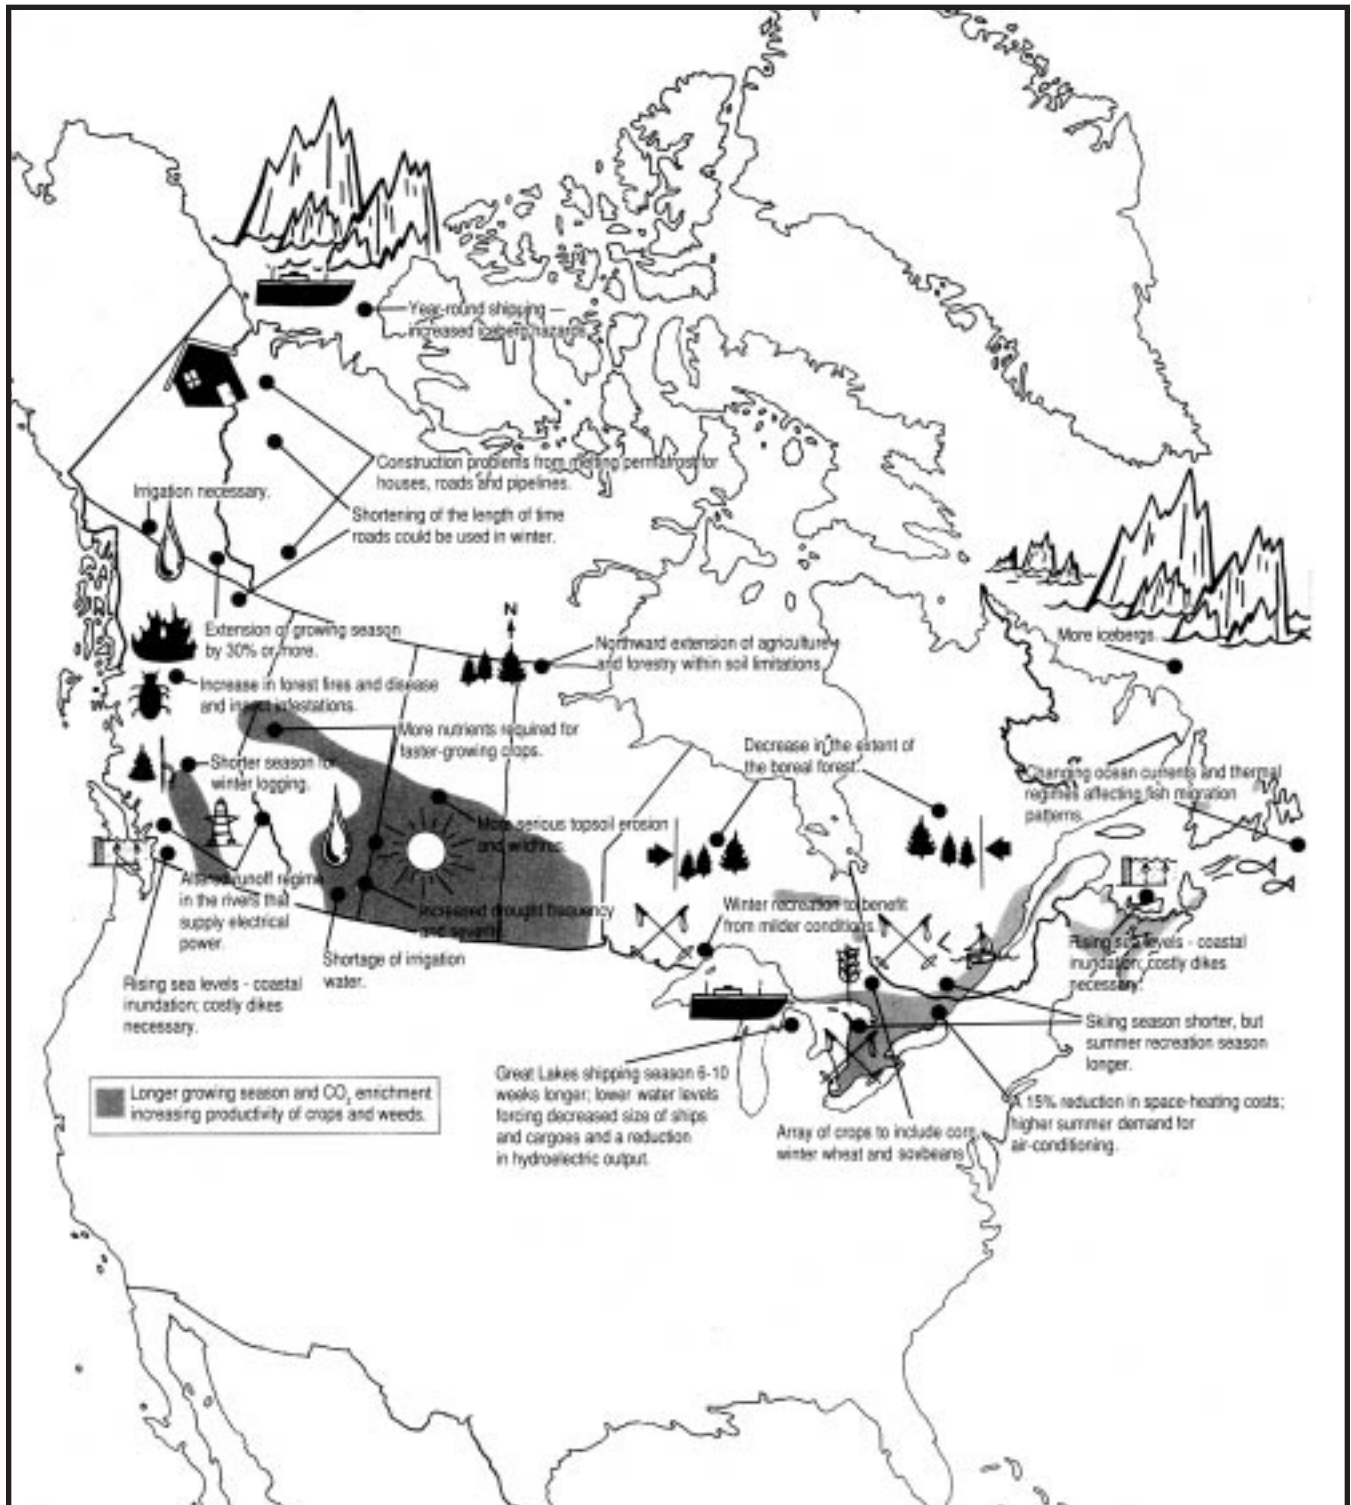 Year-round shipping —
increased iceberg hazards.
Construction problems from melting permafrost for
houses, roads and pipelines.
Irrigation necessary.
Shortening of the length of time
roads could be used in winter.
N
Extension of growing season
by 30% or more.
Northward extension of agriculture
and forestry within soil limitations.
More icebergs.
Increase in forest fires and disease
and insect infestations.
More nutrients required for
faster-growing crops.
Decrease in the extent of
the boreal forest.
Shorter season for
winter logging.
Changing ocean currents and thermal
regimes affecting fish migration
patterns.
More serious topsoil erosion
and wildfires.
Altered runoff regime
in the rivers that
supply electrical
power.
Increased drought frequency
and severity.
Winter recreation to benefit
from milder conditions.
Rising sea levels - coastal
inundation; costly dikes
necessary.
Shortage of irrigation
water.
Rising sea levels - coastal
inundation; costly dikes
necessary.
Skiing season shorter, but
summer recreation season
longer.
Great Lakes shipping season 6-10
weeks longer; lower water levels
forcing decreased size of ships
and cargoes and a reduction
in hydroelectric output.
Longer growing season and CO₂ enrichment
increasing productivity of crops and weeds.
A 15% reduction in space-heating costs;
higher summer demand for
air-conditioning.
Array of crops to include corn,
winter wheat and soybeans